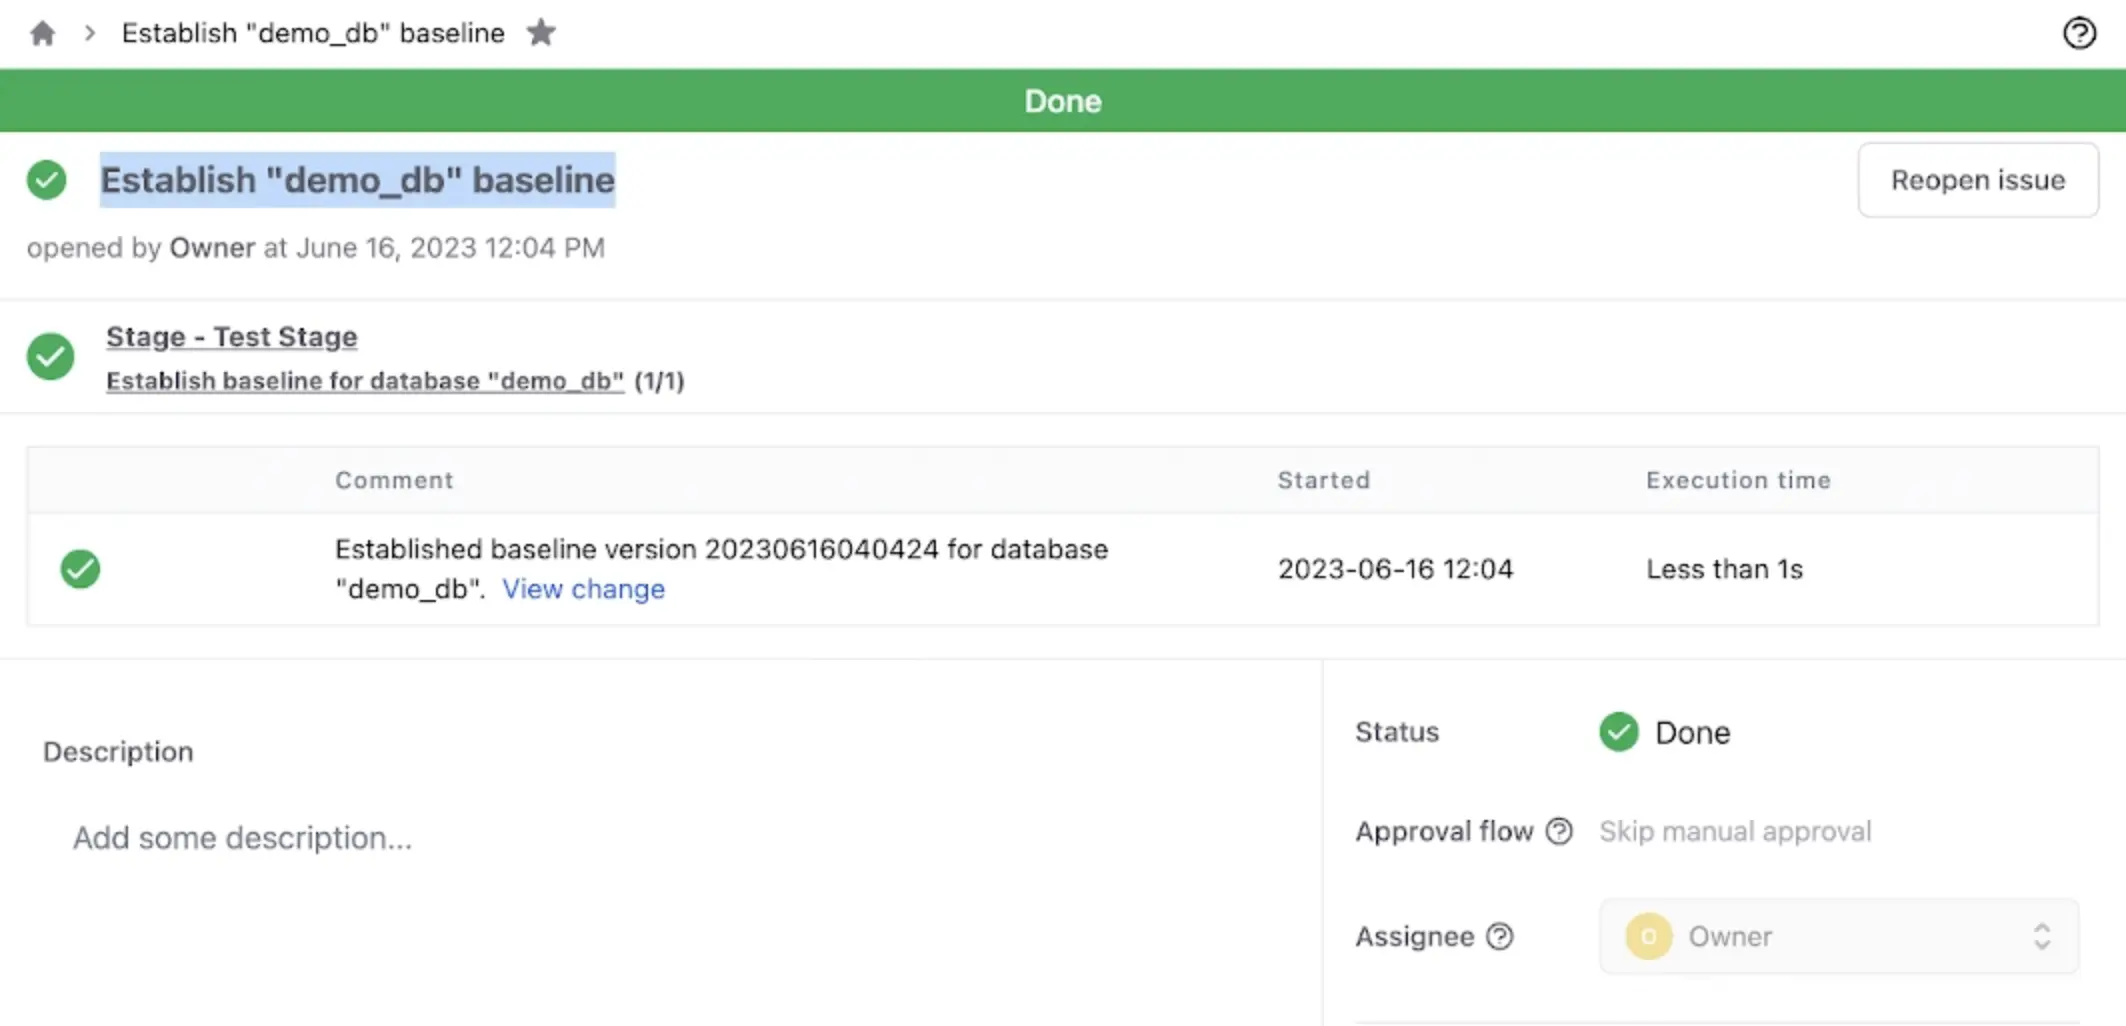 Establish "demo_db" baseline
Done
Establish "demo_db" baseline
Reopen issue
opened by Owner at June 16, 2023 12:04 PM
Stage - Test Stage
Establish baseline for database "demo_db" (1/1)
Comment Started Execution time
Established baseline version 20230616040424 for database
"demo_db". View change
2023-06-16 12:04
Less than 1s
Description
Add some description...
Status Done
Approval flow Skip manual approval
Assignee O Owner